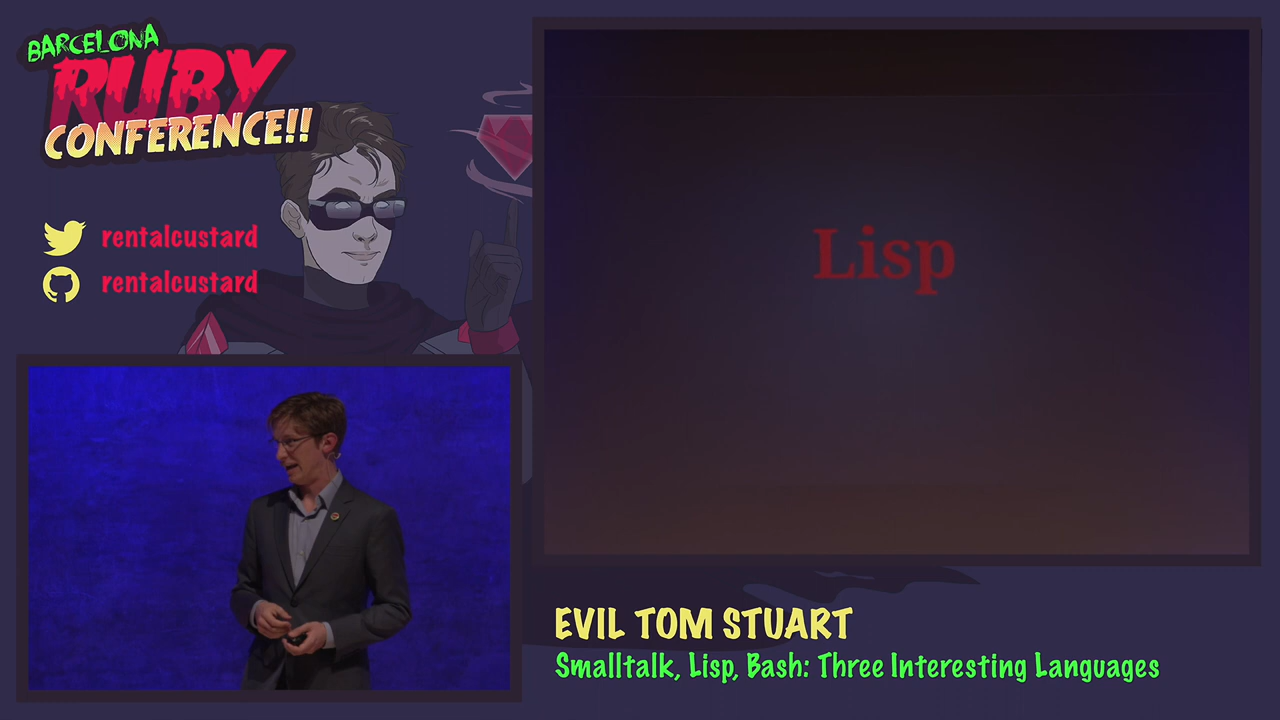 BARCELONA
RUBY
CONFERENCE!!
rentalcustard
rentalcustard
Lisp
EVIL TOM STUART
Smalltalk, Lisp, Bash: Three Interesting Languages